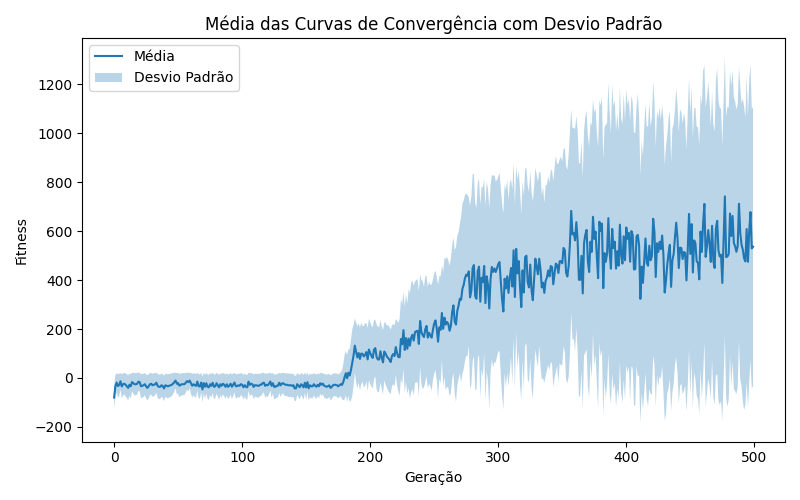 Média das Curvas de Convergência com Desvio Padrão
Média
Desvio Padrão
1200
1000
800
600
400
200
0
−200
Fitness
0 100 200 300 400 500
Geração